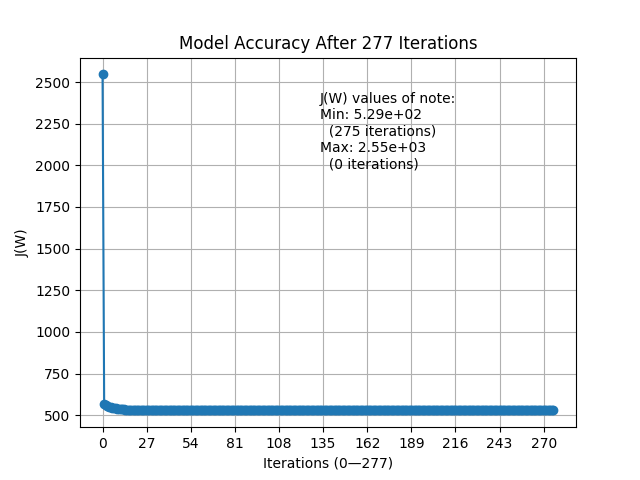 Model Accuracy After 277 Iterations
J(W) values of note:
Min: 5.29e+02
(275 iterations)
Max: 2.55e+03
(0 iterations)
J(W)
2500
2250
2000
1750
1500
1250
1000
750
500
0 27 54 81 108 135 162 189 216 243 270
Iterations (0—277)